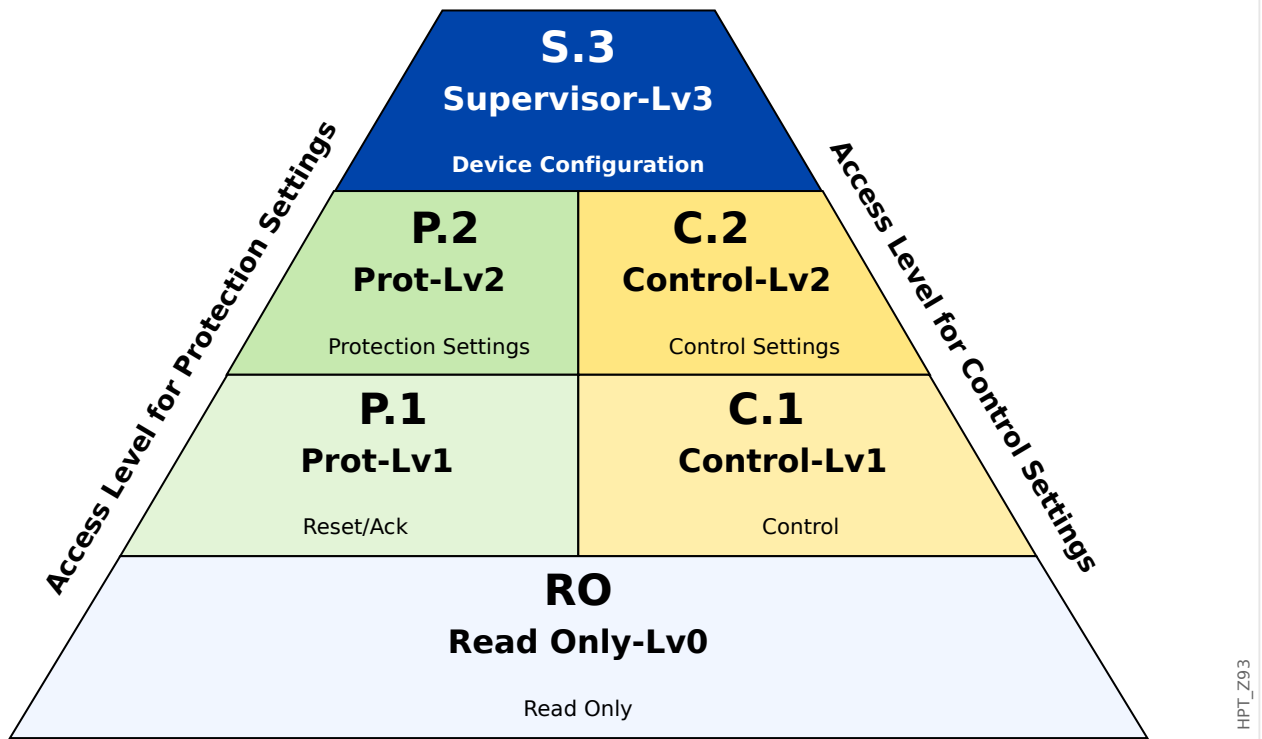 S.3
Supervisor-Lv3
Device Configuration
Access Level for Protection Settings
Access Level for Control Settings
P.2
Prot-Lv2
Protection Settings
C.2
Control-Lv2
Control Settings
P.1
Prot-Lv1
Reset/Ack
C.1
Control-Lv1
Control
RO
Read Only-Lv0
Read Only
HPT_Z93